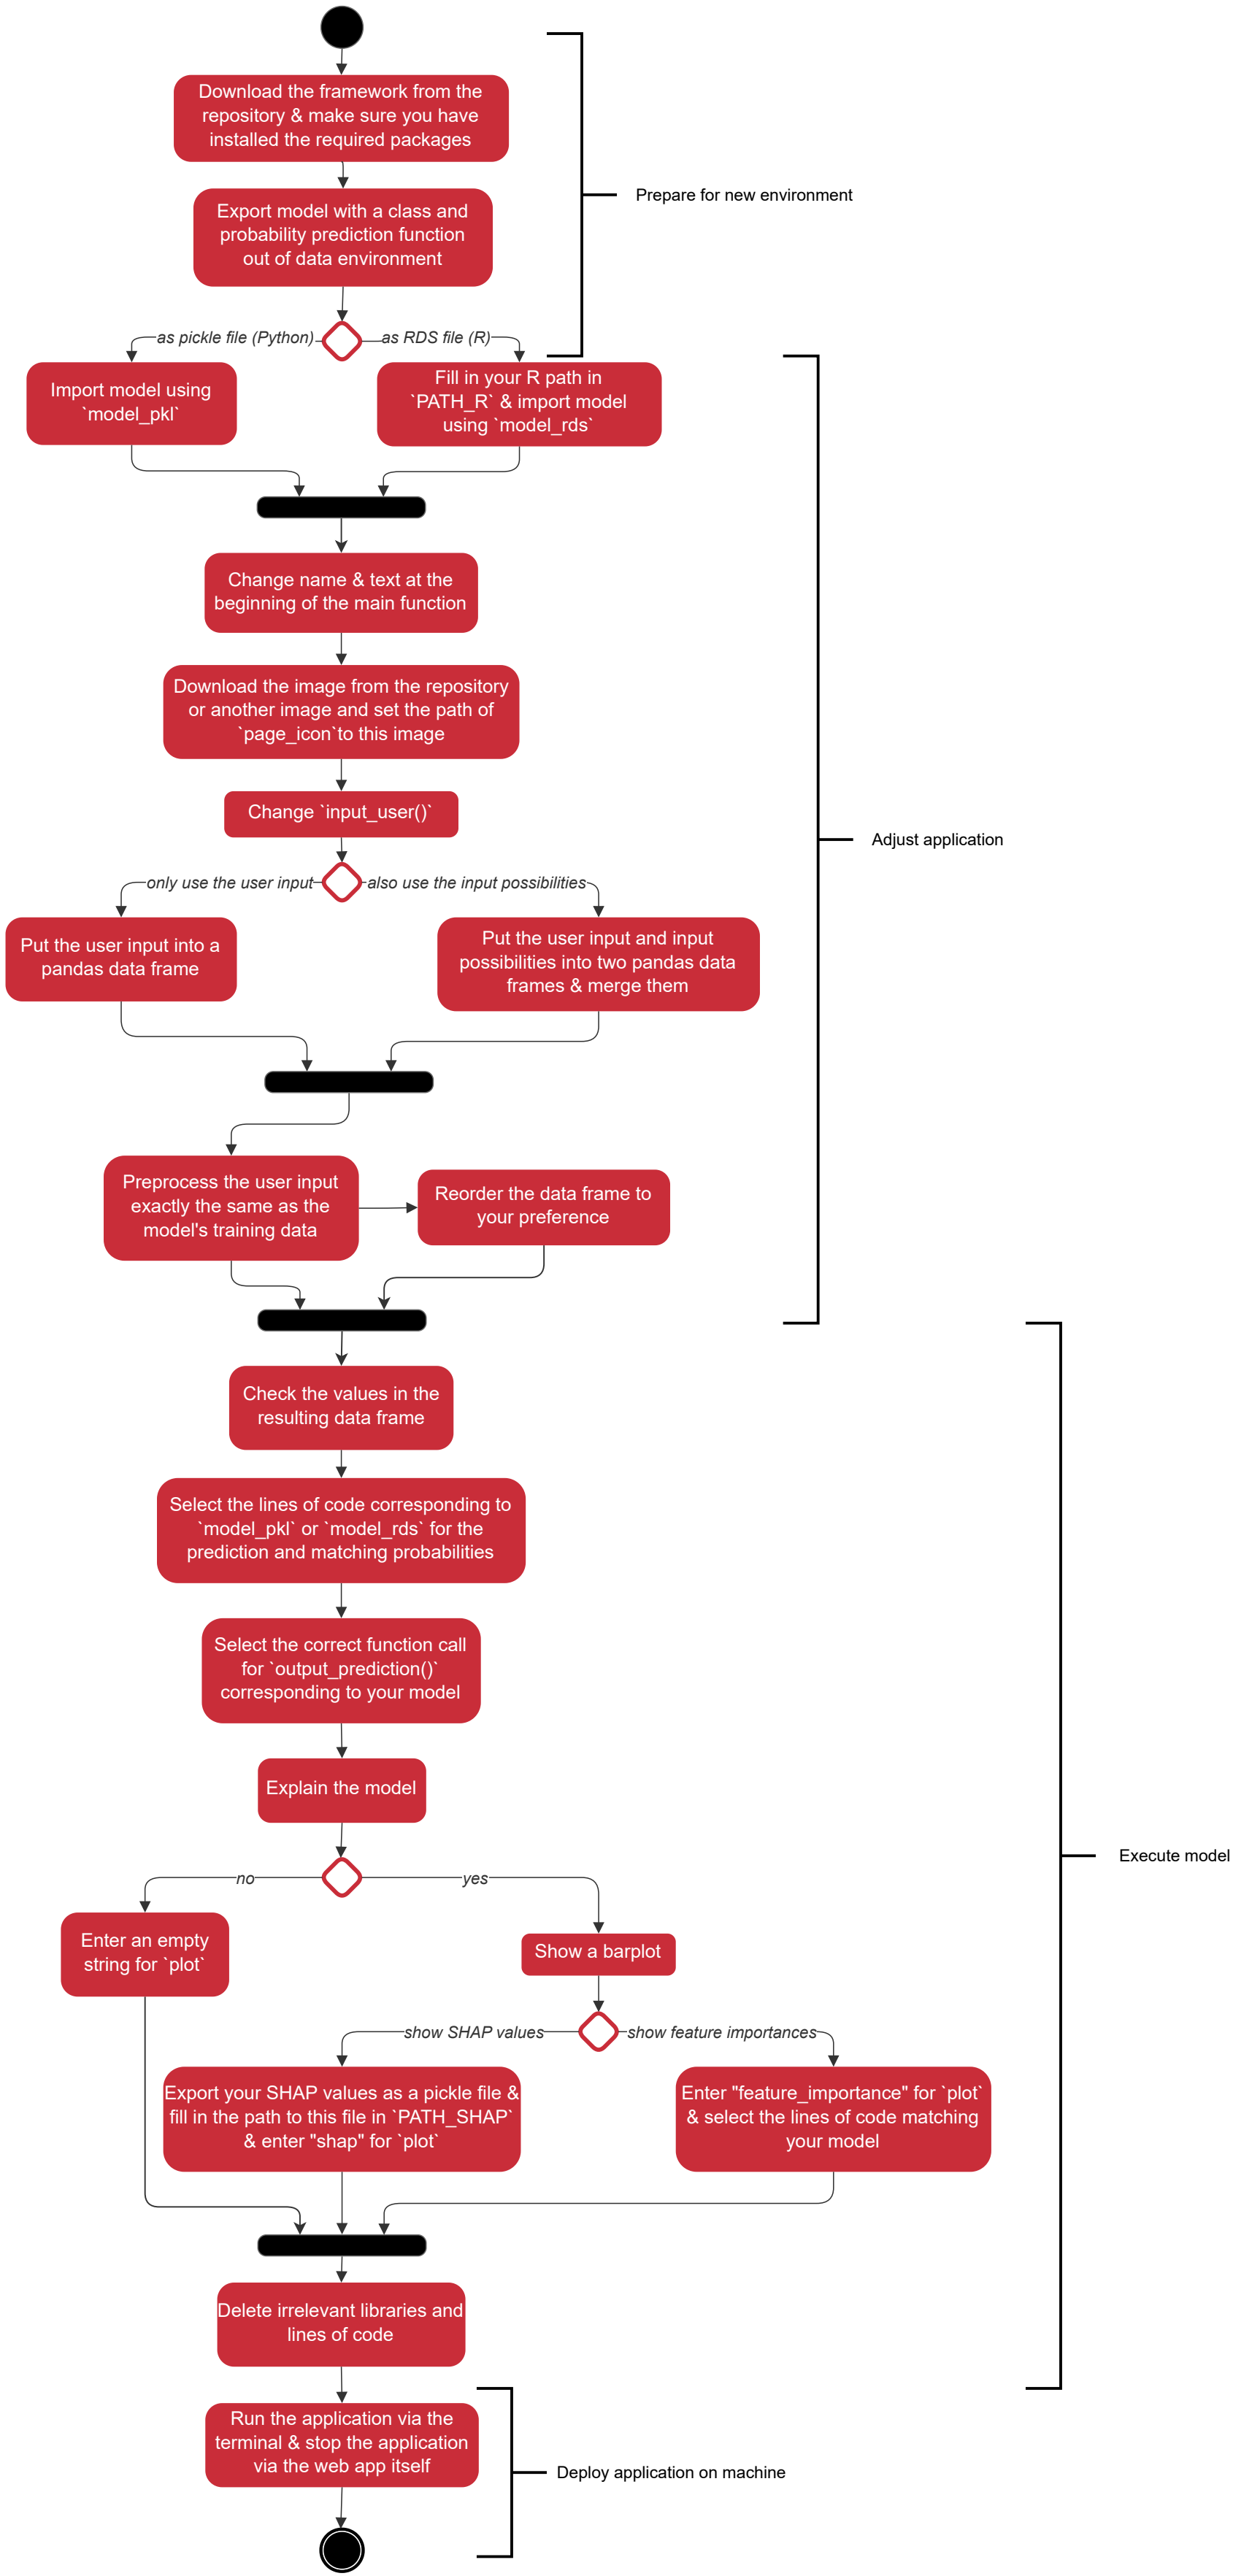 Download the framework from the
repository & make sure you have
installed the required packages
Prepare for new environment
Export model with a class and
probability prediction function
out of data environment
as pickle file (Python)
as RDS file (R)
Import model using
`model_pkl`
Fill in your R path in
`PATH_R` & import model
using `model_rds`
Change name & text at the
beginning of the main function
Download the image from the repository
or another image and set the path of
`page_icon`to this image
Change `input_user()`
Adjust application
only use the user input
also use the input possibilities
Put the user input into a
pandas data frame
Put the user input and input
possibilities into two pandas data
frames & merge them
Preprocess the user input
exactly the same as the
model's training data
Reorder the data frame to
your preference
Check the values in the
resulting data frame
Select the lines of code corresponding to
`model_pkl` or `model_rds` for the
prediction and matching probabilities
Select the correct function call
for `output_prediction()`
corresponding to your model
Explain the model
Execute model
no
yes
Enter an empty
string for `plot`
Show a barplot
show SHAP values
show feature importances
Export your SHAP values as a pickle file &
fill in the path to this file in `PATH_SHAP`
& enter "shap" for `plot`
Enter "feature_importance" for `plot`
& select the lines of code matching
your model
Delete irrelevant libraries and
lines of code
Run the application via the
terminal & stop the application
via the web app itself
Deploy application on machine